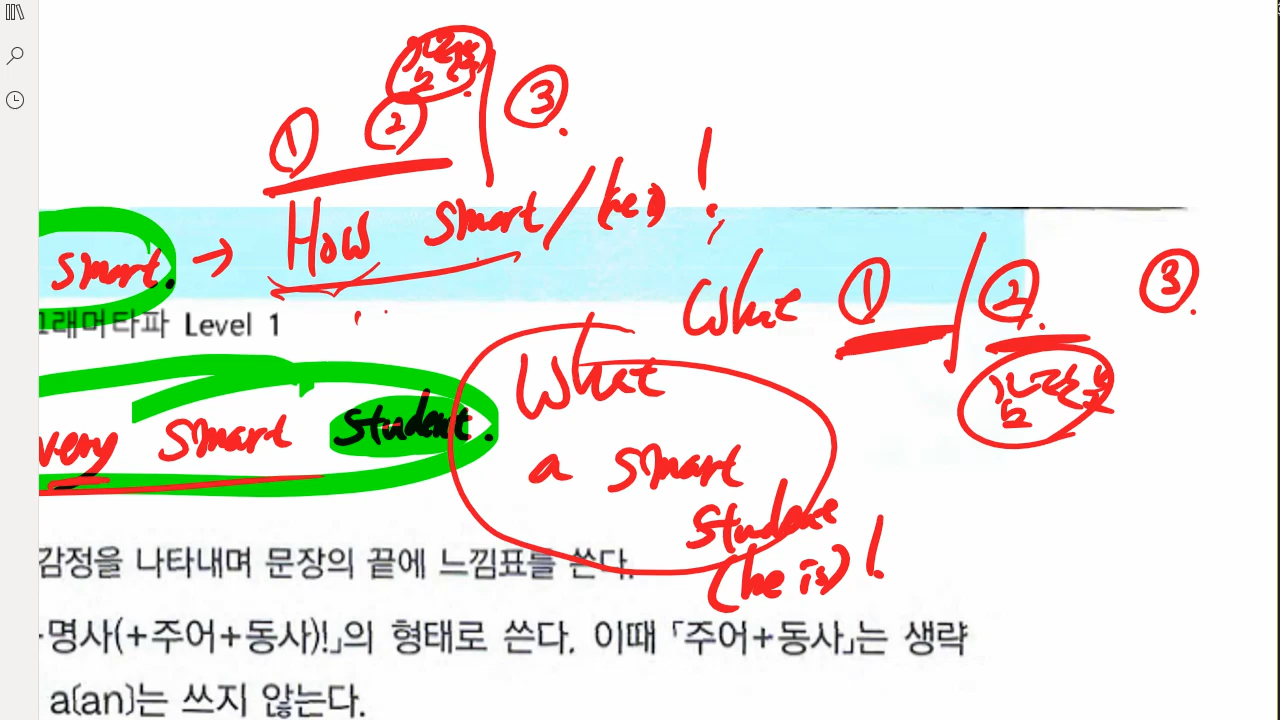 ① ② ③
smart. → How smart / (he is) !
What ① / ② ③
그래머타파 Level 1
What
very smart student.
a smart
student
(he is) !
감정을 나타내며 문장의 끝에 느낌표를 쓴다.
명사(+주어+동사)!」의 형태로 쓴다. 이때 「주어+동사」는 생략
a(an)는 쓰지 않는다.